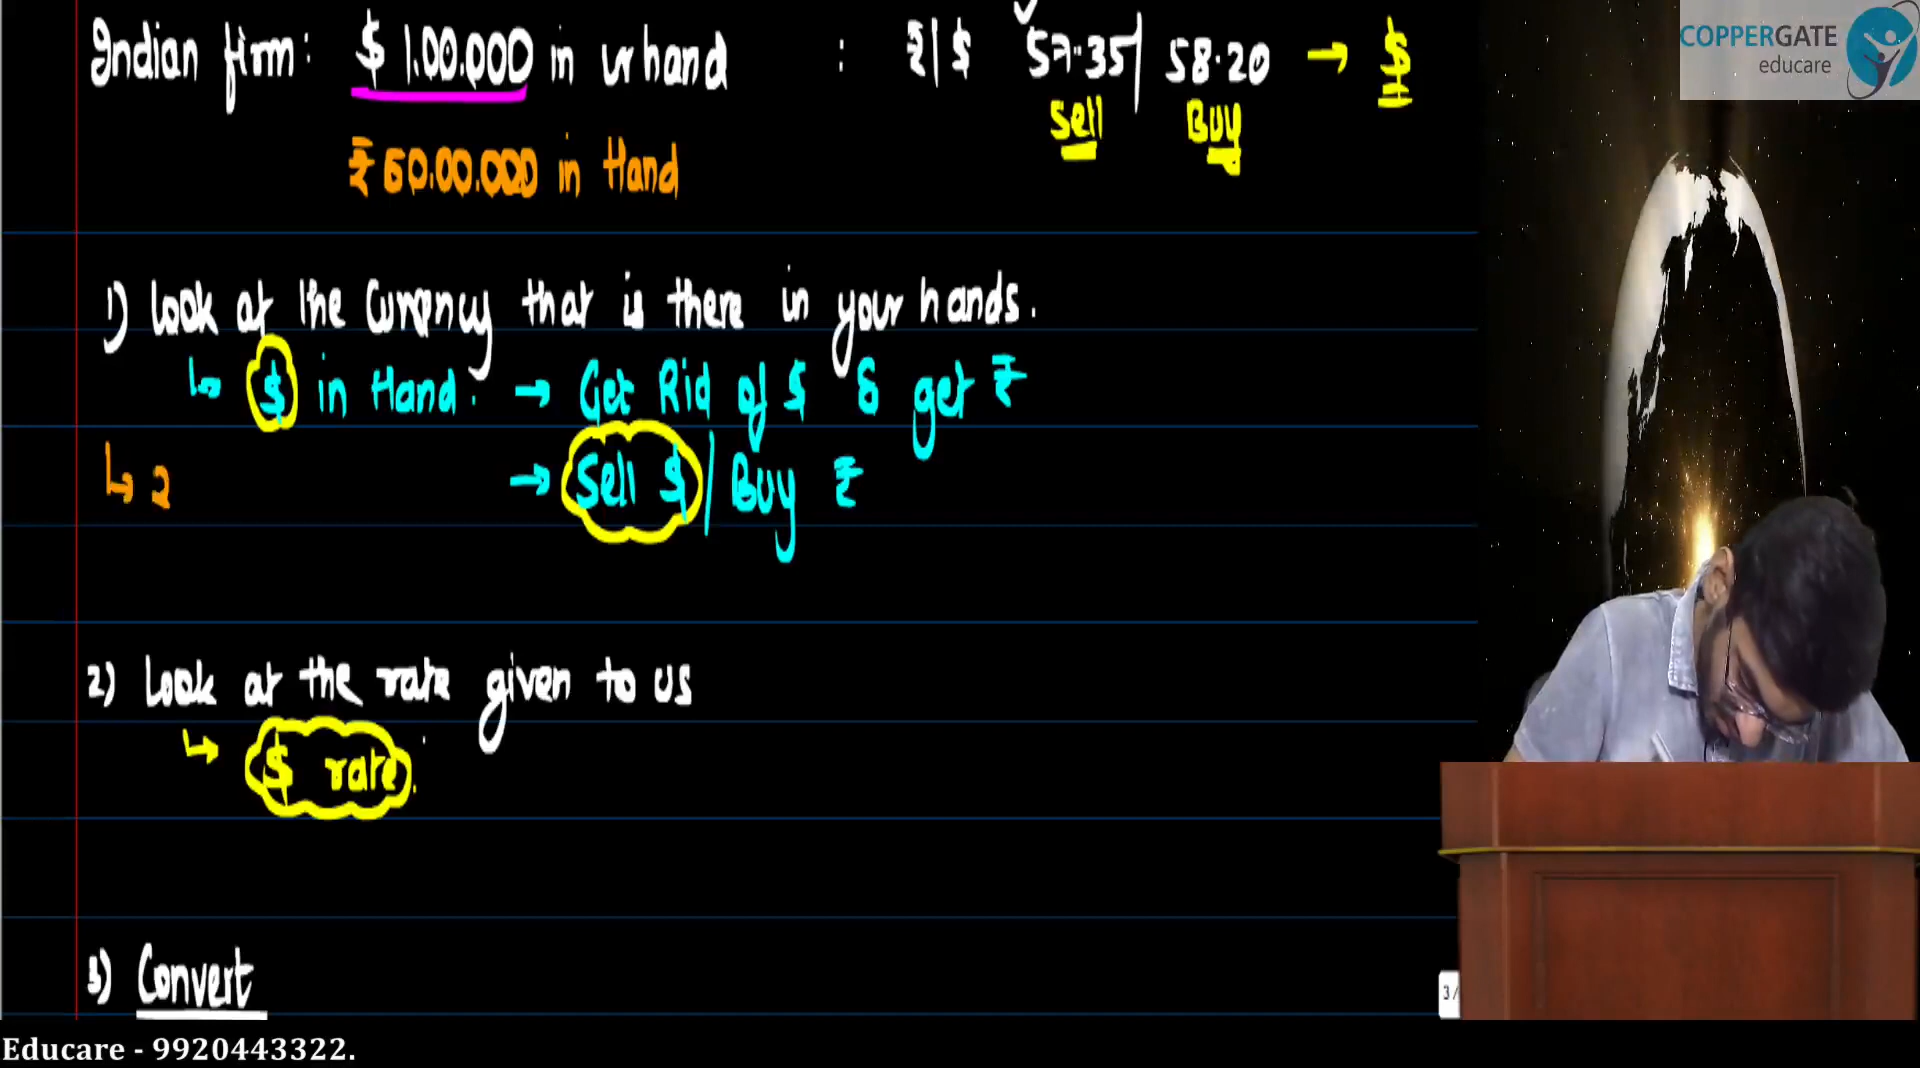 Indian firm: $ 1.00.000 in ur hand : ₹|$ 57.35| 58.20 → $
Sell Buy
₹ 60.00.000 in Hand
1) Look at the Currency that is there in your hands.
↳ $ in Hand. → Get Rid of $ & get ₹
↳ 2 → Sell $ | Buy ₹
2) Look at the rate given to us
↳ $ rate.
3) Convert
COPPERGATE
educare
3/
Educare - 9920443322.